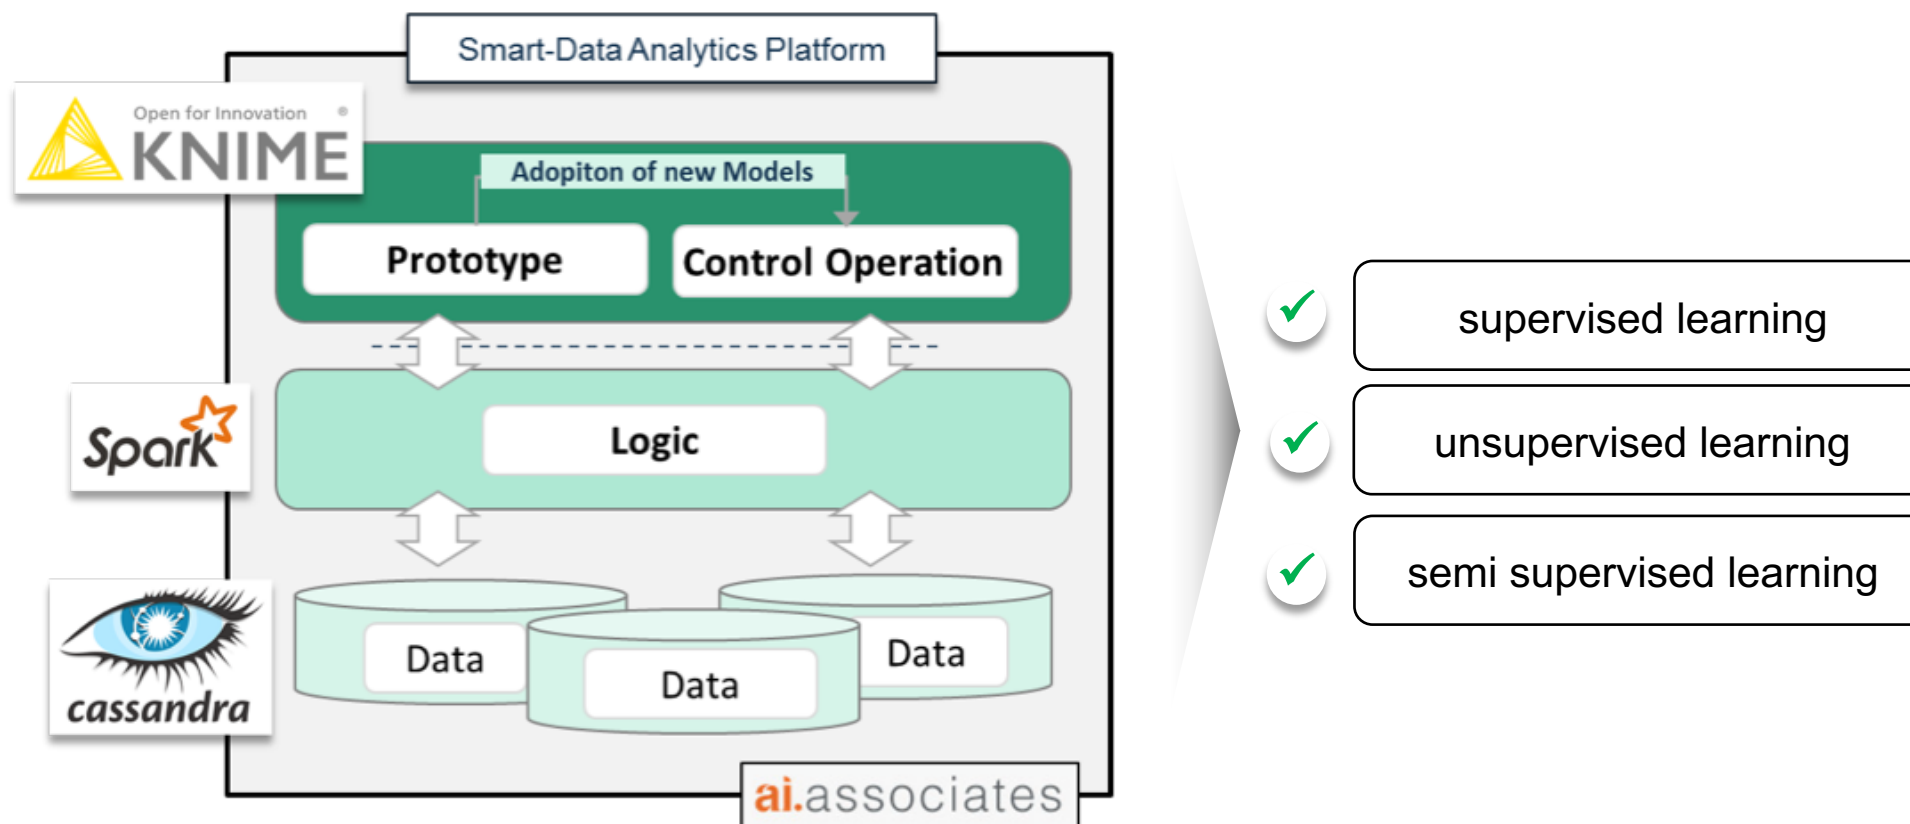 Smart-Data Analytics Platform
Open for Innovation ®
KNIME
Adopiton of new Models
Prototype
Control Operation
Spark
Logic
cassandra
Data
Data
Data
ai.associates
supervised learning
unsupervised learning
semi supervised learning